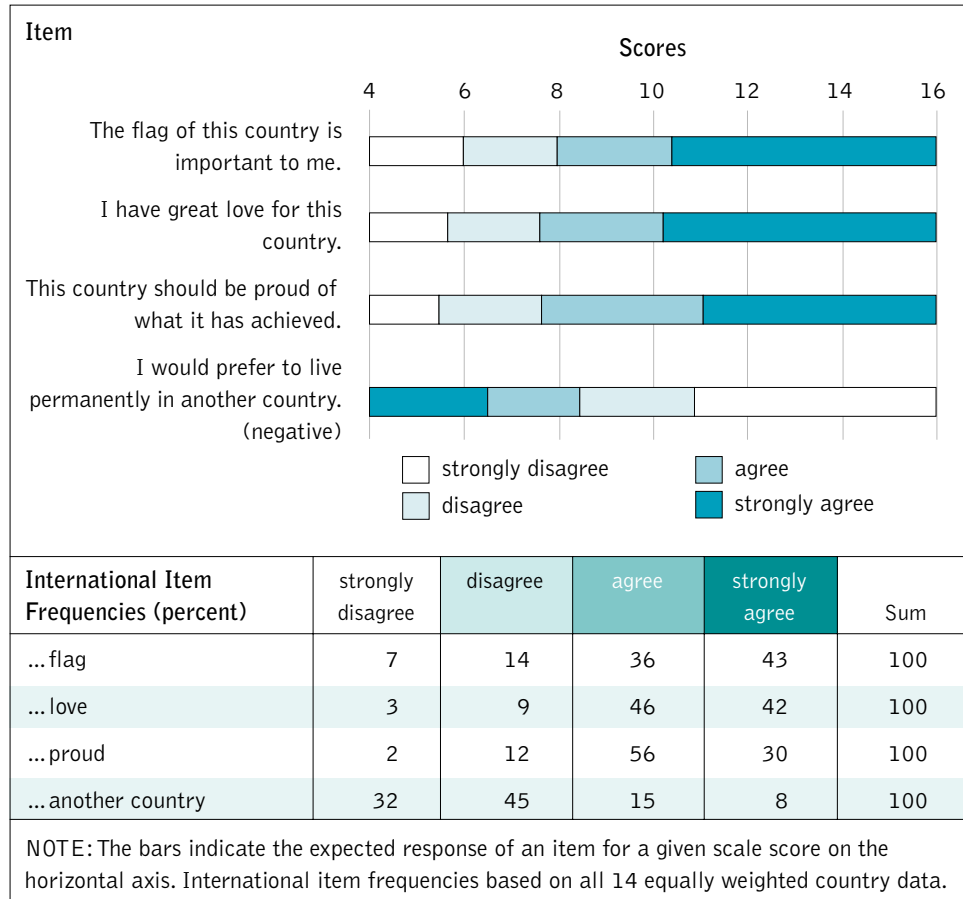 Item
Scores
4 6 8 10 12 14 16
The flag of this country is
important to me.
I have great love for this
country.
This country should be proud of
what it has achieved.
I would prefer to live
permanently in another country.
(negative)
strongly disagree agree
disagree strongly agree
International Item strongly disagree agree strongly
Frequencies (percent) disagree agree Sum
... flag 7 14 36 43 100
... love 3 9 46 42 100
... proud 2 12 56 30 100
... another country 32 45 15 8 100
NOTE: The bars indicate the expected response of an item for a given scale score on the
horizontal axis. International item frequencies based on all 14 equally weighted country data.